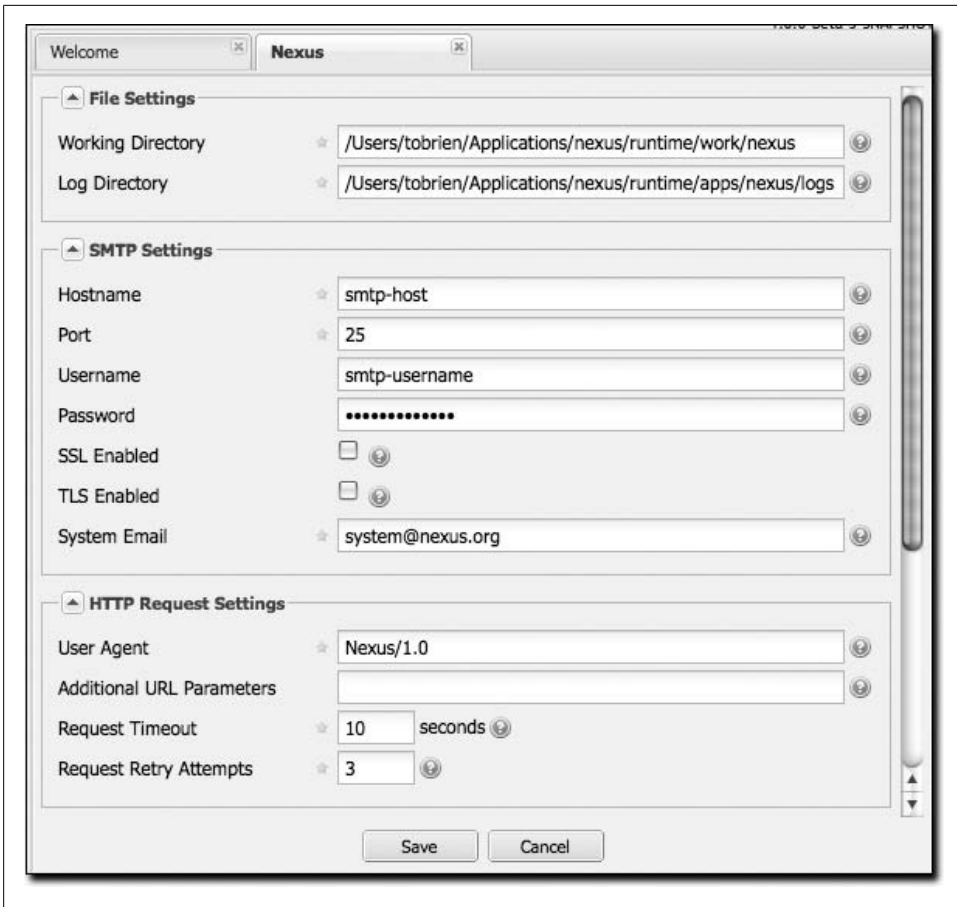 Welcome
Nexus
File Settings
Working Directory /Users/tobrien/Applications/nexus/runtime/work/nexus
Log Directory /Users/tobrien/Applications/nexus/runtime/apps/nexus/logs
SMTP Settings
Hostname smtp-host
Port 25
Username smtp-username
Password •••••••••••••
SSL Enabled
TLS Enabled
System Email system@nexus.org
HTTP Request Settings
User Agent Nexus/1.0
Additional URL Parameters
Request Timeout 10 seconds
Request Retry Attempts 3
Save Cancel